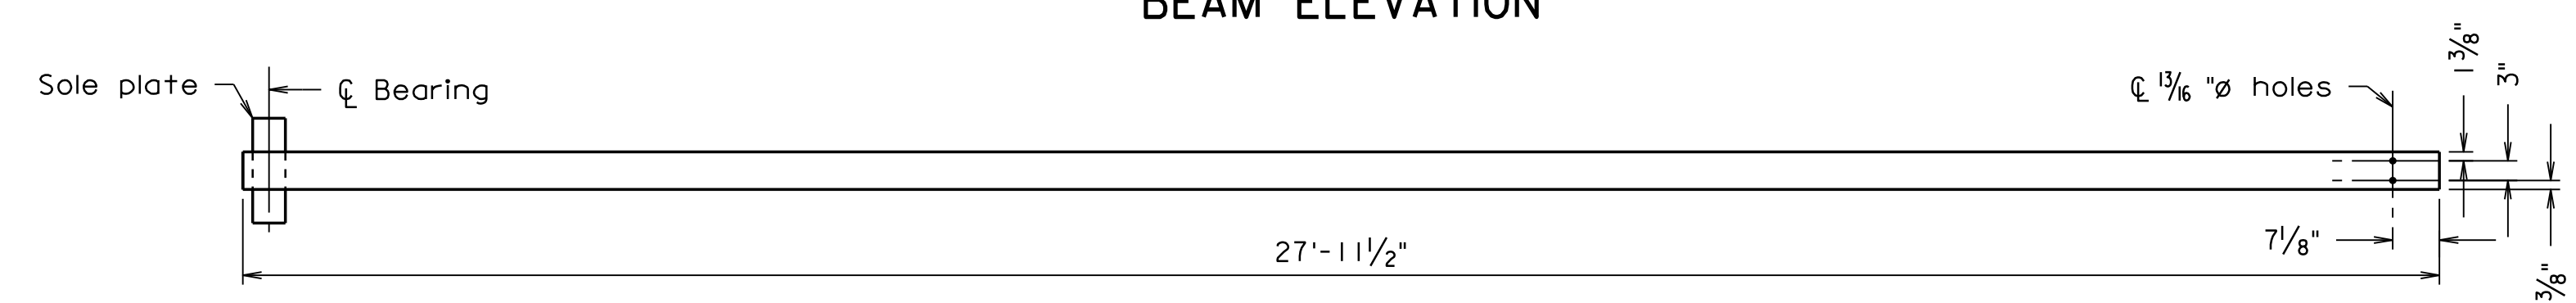 BEAM ELEVATION
Sole plate
℄ Bearing
℄ 13/16 "Ø holes
1 3/8"
3"
7 1/8"
27'-11 1/2"
3/8"